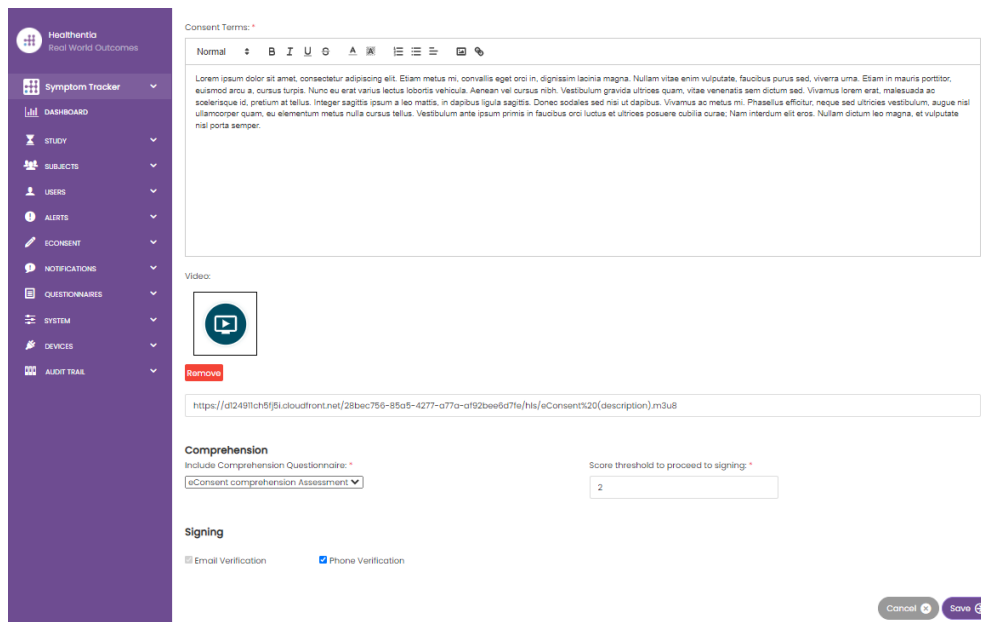 Healthentia
Real World Outcomes
Symptom Tracker
DASHBOARD
STUDY
SUBJECTS
USERS
ALERTS
ECONSENT
NOTIFICATIONS
QUESTIONNAIRES
SYSTEM
DEVICES
AUDIT TRAIL
Consent Terms: *
Normal B I U S A A
Lorem ipsum dolor sit amet, consectetur adipiscing elit. Etiam metus mi, convallis eget orci in, dignissim lacinia magna. Nullam vitae enim vulputate, faucibus purus sed, viverra urna. Etiam in mauris porttitor,
euismod arcu a, cursus turpis. Nunc eu erat varius lectus lobortis vehicula. Aenean vel cursus nibh. Vestibulum gravida ultrices quam, vitae venenatis sem dictum sed. Vivamus lorem erat, malesuada ac
scelerisque id, pretium at tellus. Integer sagittis ipsum a leo mattis, in dapibus ligula sagittis. Donec sodales sed nisi ut dapibus. Vivamus ac metus mi. Phasellus efficitur, neque sed ultricies vestibulum, augue nisl
ullamcorper quam, eu elementum metus nulla cursus tellus. Vestibulum ante ipsum primis in faucibus orci luctus et ultrices posuere cubilia curae; Nam interdum elit eros. Nullam dictum leo magna, et vulputate
nisl porta semper.
Video:
Remove
https://d124911ch5fj5i.cloudfront.net/28bec756-85a5-4277-a77a-af92bee6d7fe/hls/eConsent%20(description).m3u8
Comprehension
Include Comprehension Questionnaire: *
eConsent comprehension Assessment
Score threshold to proceed to signing: *
2
Signing
Email Verification
Phone Verification
Cancel
Save